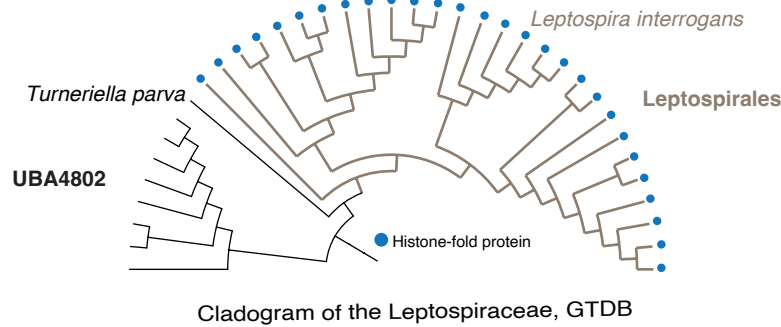 Leptospira interrogans
Turneriella parva
Leptospirales
UBA4802
Histone-fold protein
Cladogram of the Leptospiraceae, GTDB